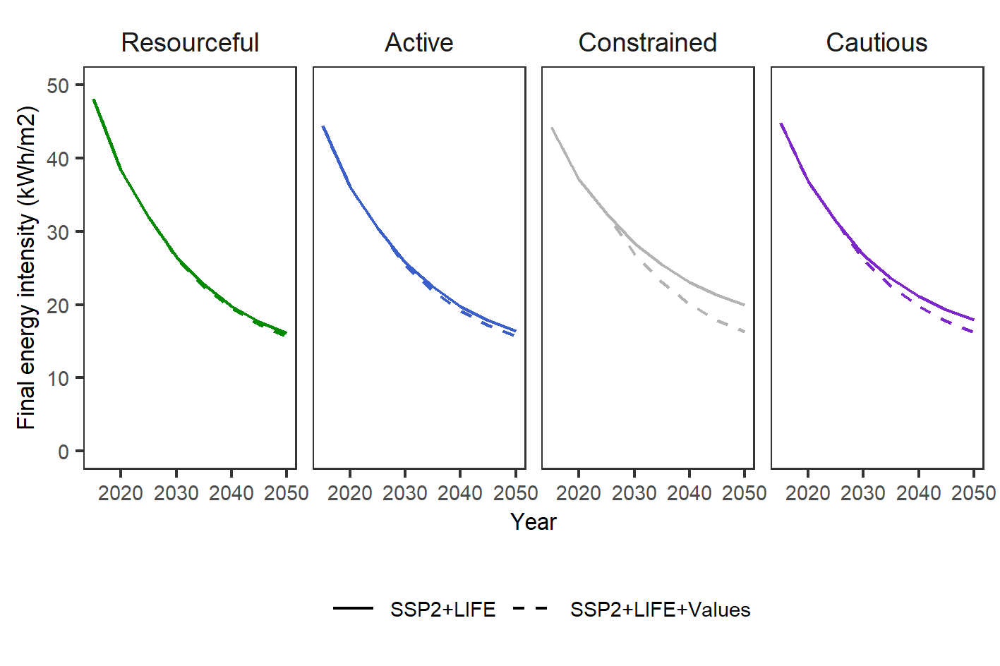 Resourceful Active Constrained Cautious
Final energy intensity (kWh/m2)
50
40
30
20
10
0
2020 2030 2040 2050 2020 2030 2040 2050 2020 2030 2040 2050 2020 2030 2040 2050
Year
SSP2+LIFE SSP2+LIFE+Values